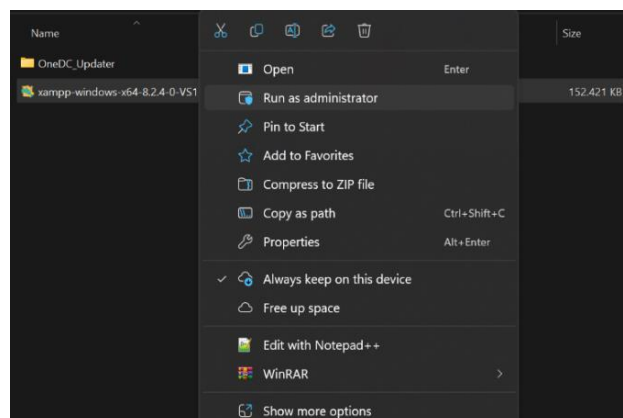 Name
Size
OneDC_Updater
xampp-windows-x64-8.2.4-0-VS1
152.421 KB
Open Enter
Run as administrator
Pin to Start
Add to Favorites
Compress to ZIP file
Copy as path Ctrl+Shift+C
Properties Alt+Enter
Always keep on this device
Free up space
Edit with Notepad++
WinRAR
Show more options